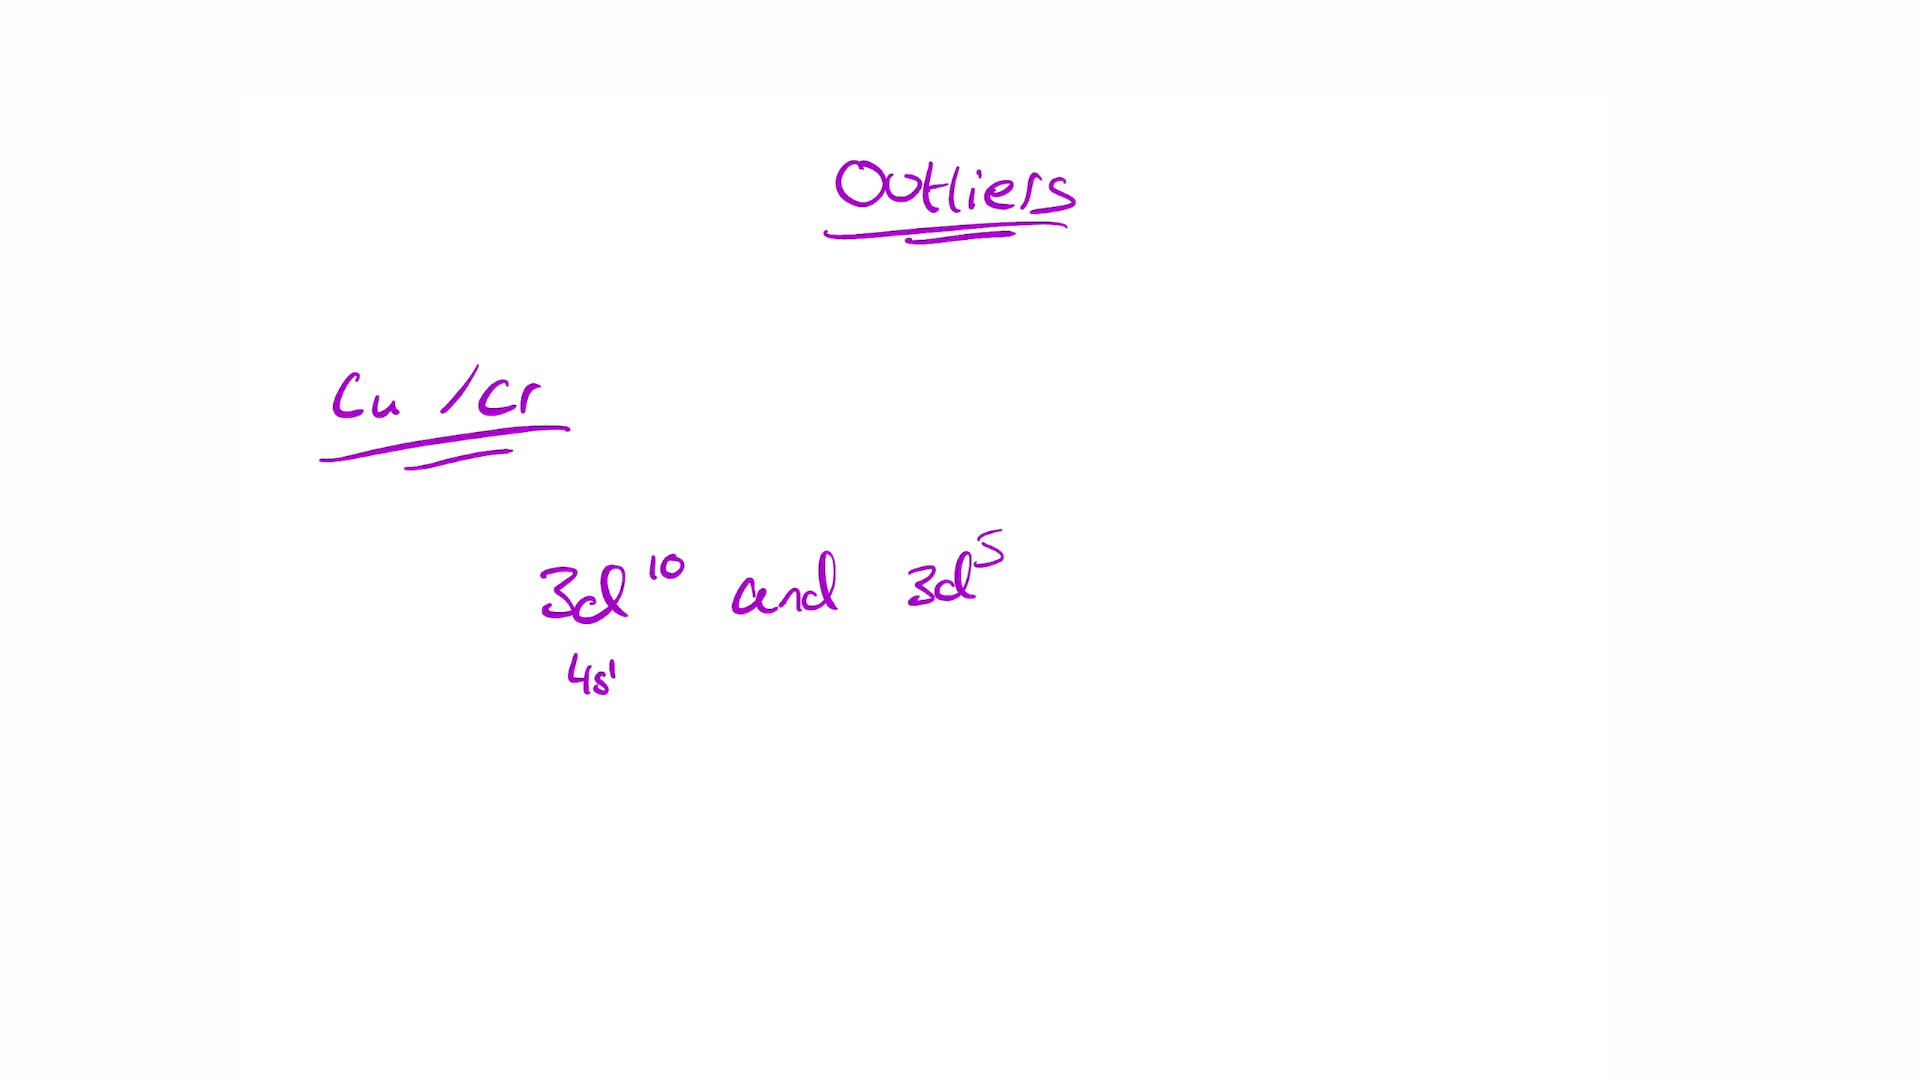 Outliers
Cu /Cr
3d¹⁰ and 3d⁵
4s¹